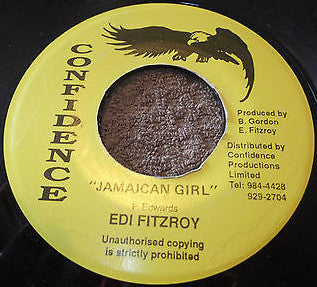 CONFIDENCE
Produced by
B. Gordon
E. Fitzroy
Distributed by
Confidence
Productions
Limited
Tel: 984-4428
929-2704
"JAMAICAN GIRL"
F. Edwards
EDI FITZROY
Unauthorised copying
is strictly prohibited